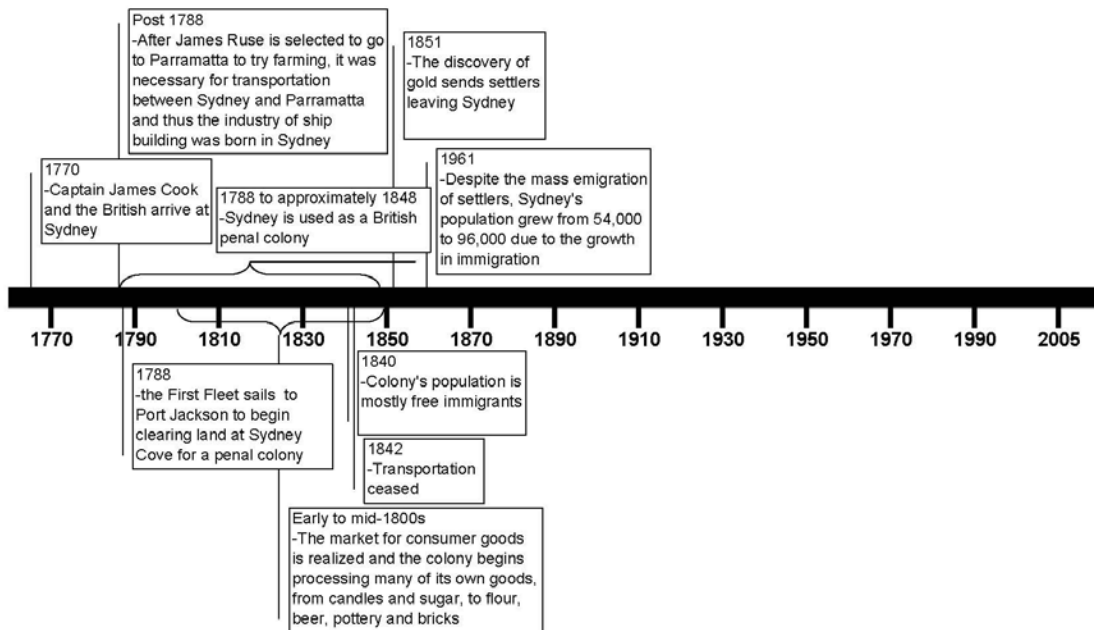 Post 1788
-After James Ruse is selected to go
to Parramatta to try farming, it was
necessary for transportation
between Sydney and Parramatta
and thus the industry of ship
building was born in Sydney
1851
-The discovery of
gold sends settlers
leaving Sydney
1770
-Captain James Cook
and the British arrive at
Sydney
1788 to approximately 1848
-Sydney is used as a British
penal colony
1961
-Despite the mass emigration
of settlers, Sydney's
population grew from 54,000
to 96,000 due to the growth
in immigration
1770 1790 1810 1830 1850 1870 1890 1910 1930 1950 1970 1990 2005
1788
-the First Fleet sails to
Port Jackson to begin
clearing land at Sydney
Cove for a penal colony
1840
-Colony's population is
mostly free immigrants
1842
-Transportation
ceased
Early to mid-1800s
-The market for consumer goods
is realized and the colony begins
processing many of its own goods,
from candles and sugar, to flour,
beer, pottery and bricks